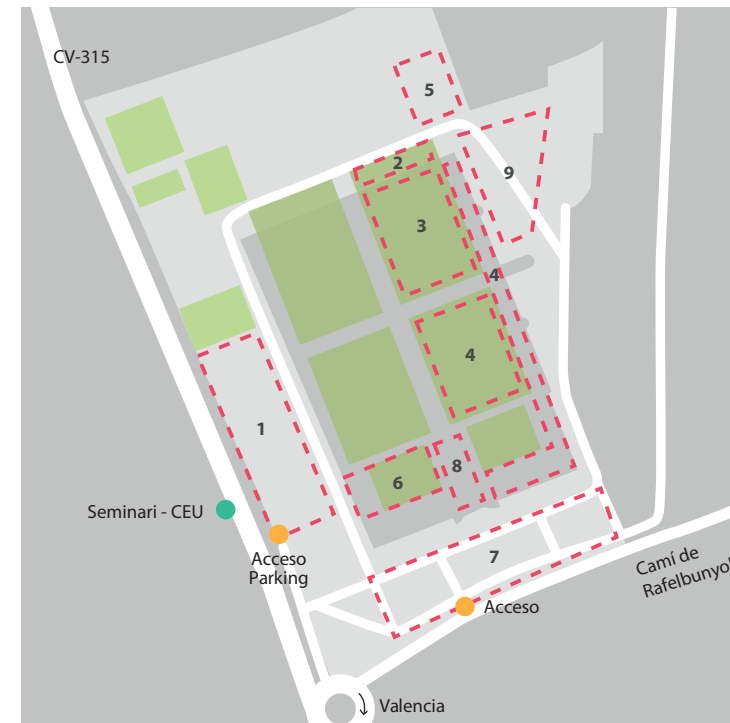 CV-315
5
2
9
3
4
4
1
8
6
Seminari - CEU
Acceso
Parking
7
Camí de
Rafelbunyol
Acceso
Valencia